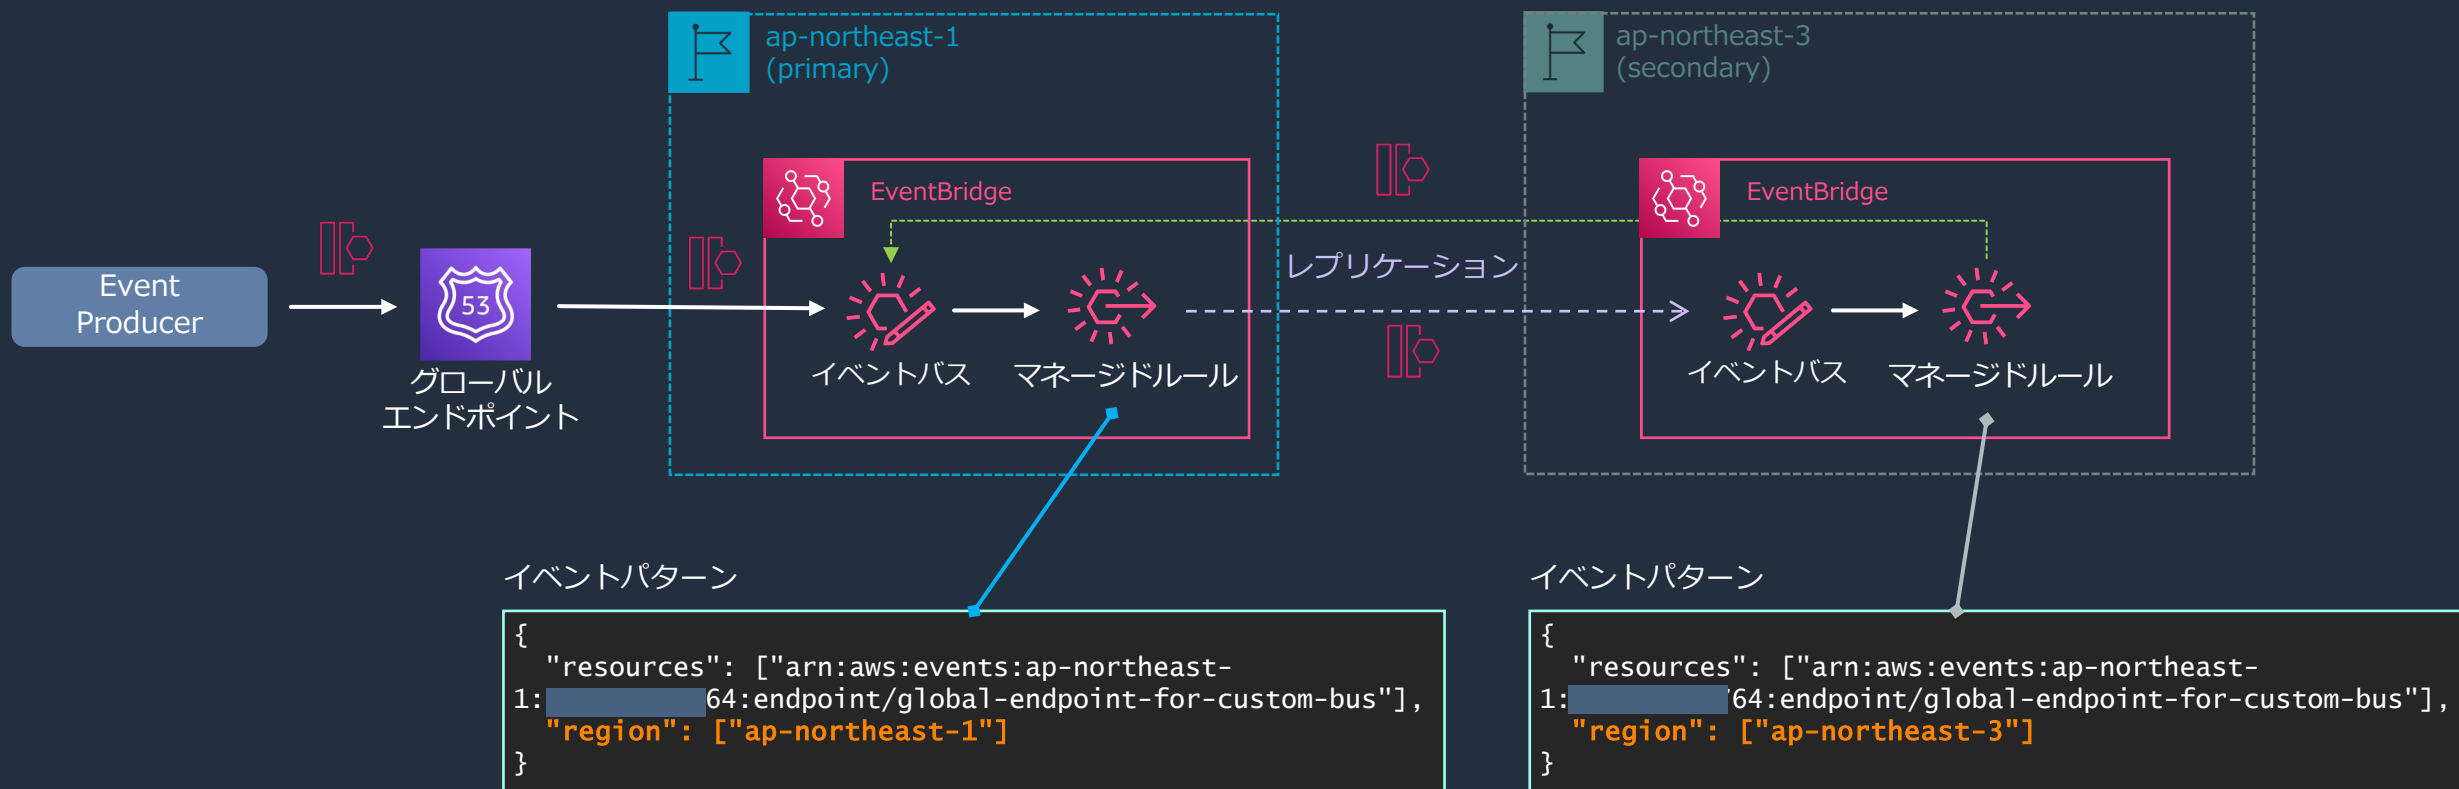 ap-northeast-1
(primary)
ap-northeast-3
(secondary)
EventBridge
EventBridge
レプリケーション
Event
Producer
53
グローバル
エンドポイント
イベントバス
マネージドルール
イベントバス
マネージドルール
イベントパターン
{
"resources": ["arn:aws:events:ap-northeast-
1:64:endpoint/global-endpoint-for-custom-bus"],
"region": ["ap-northeast-1"]
}
イベントパターン
{
"resources": ["arn:aws:events:ap-northeast-
1:64:endpoint/global-endpoint-for-custom-bus"],
"region": ["ap-northeast-3"]
}